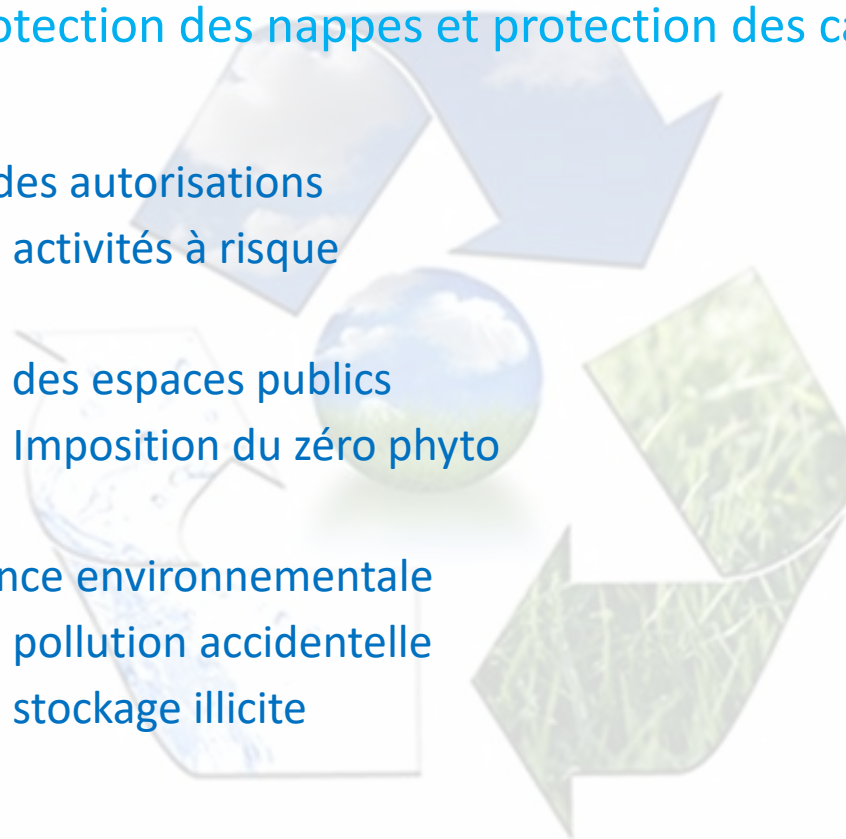 otection des nappes et protection des ca
des autorisations
activités à risque
des espaces publics
Imposition du zéro phyto
nce environnementale
pollution accidentelle
stockage illicite